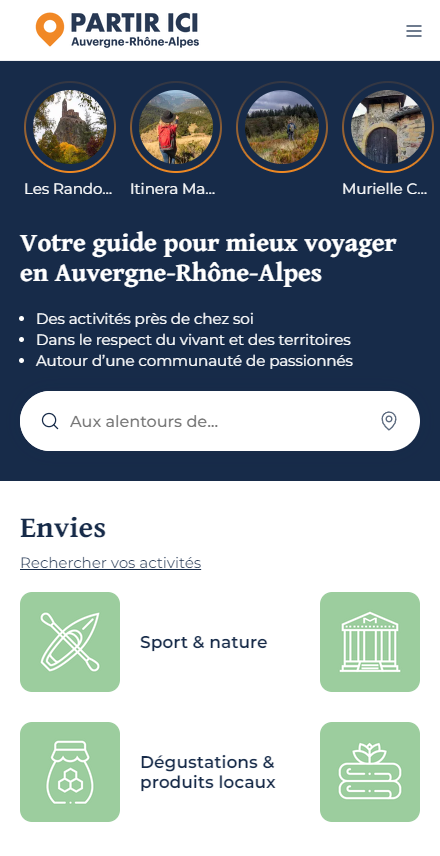 PARTIR ICI
Auvergne-Rhône-Alpes
Les Rando...
Itinera Ma...
Murielle C...
Votre guide pour mieux voyager
en Auvergne-Rhône-Alpes
Des activités près de chez soi
Dans le respect du vivant et des territoires
Autour d’une communauté de passionnés
Aux alentours de...
Envies
Rechercher vos activités
Sport & nature
Dégustations &
produits locaux